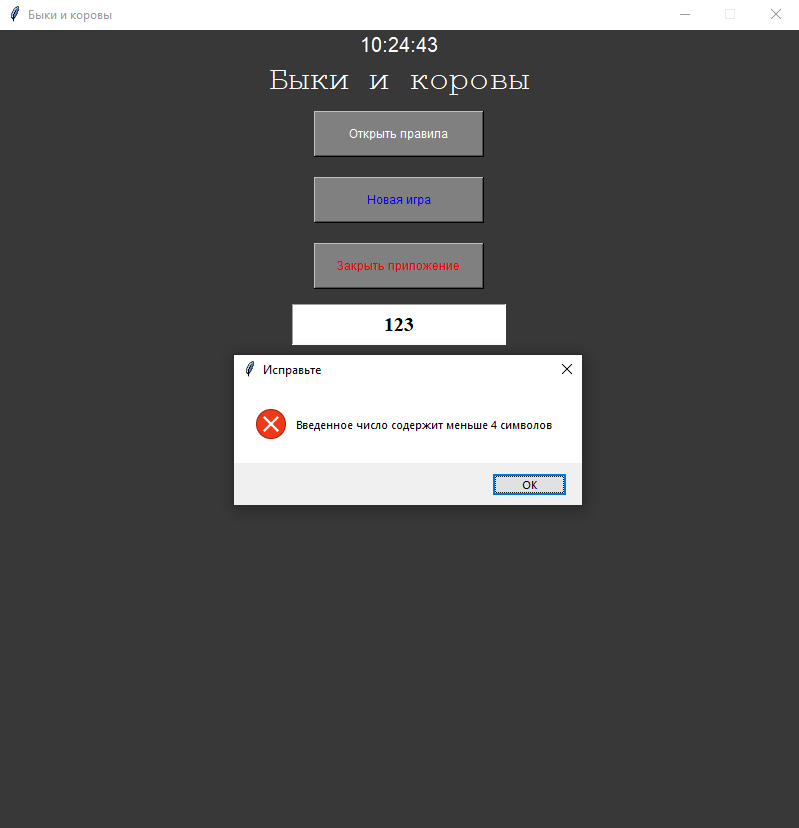 Быки и коровы
10:24:43
Быки и коровы
Открыть правила
Новая игра
Закрыть приложение
123
Исправьте
Введенное число содержит меньше 4 символов
OK